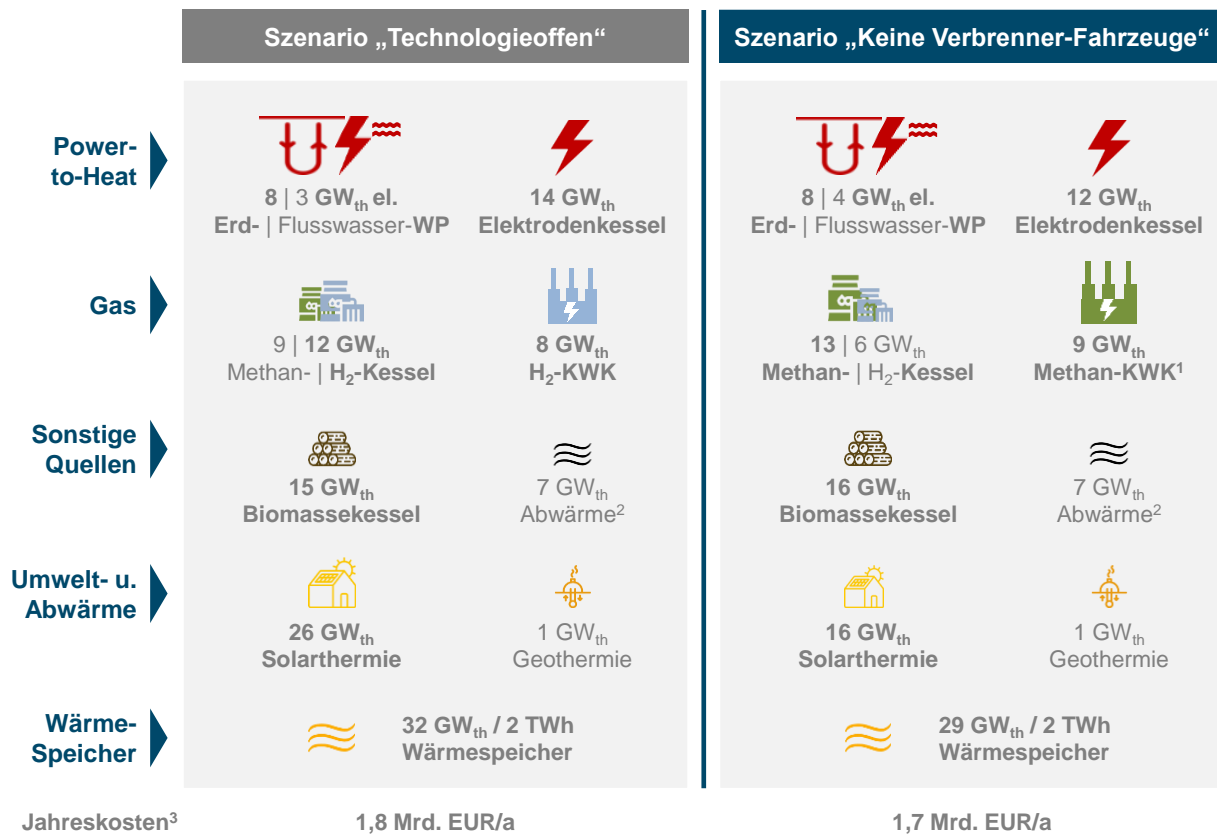 Szenario „Technologieoffen“
Szenario „Keine Verbrenner-Fahrzeuge“
Power-
to-Heat
8 | 3 GWth el.
Erd- | Flusswasser-WP
14 GWth
Elektrodenkessel
8 | 4 GWth el.
Erd- | Flusswasser-WP
12 GWth
Elektrodenkessel
Gas
9 | 12 GWth
Methan- | H2-Kessel
8 GWth
H2-KWK
13 | 6 GWth
Methan- | H2-Kessel
9 GWth
Methan-KWK¹
Sonstige
Quellen
15 GWth
Biomassekessel
7 GWth
Abwärme²
16 GWth
Biomassekessel
7 GWth
Abwärme²
Umwelt- u.
Abwärme
26 GWth
Solarthermie
1 GWth
Geothermie
16 GWth
Solarthermie
1 GWth
Geothermie
Wärme-
Speicher
32 GWth / 2 TWh
Wärmespeicher
29 GWth / 2 TWh
Wärmespeicher
Jahreskosten³
1,8 Mrd. EUR/a
1,7 Mrd. EUR/a